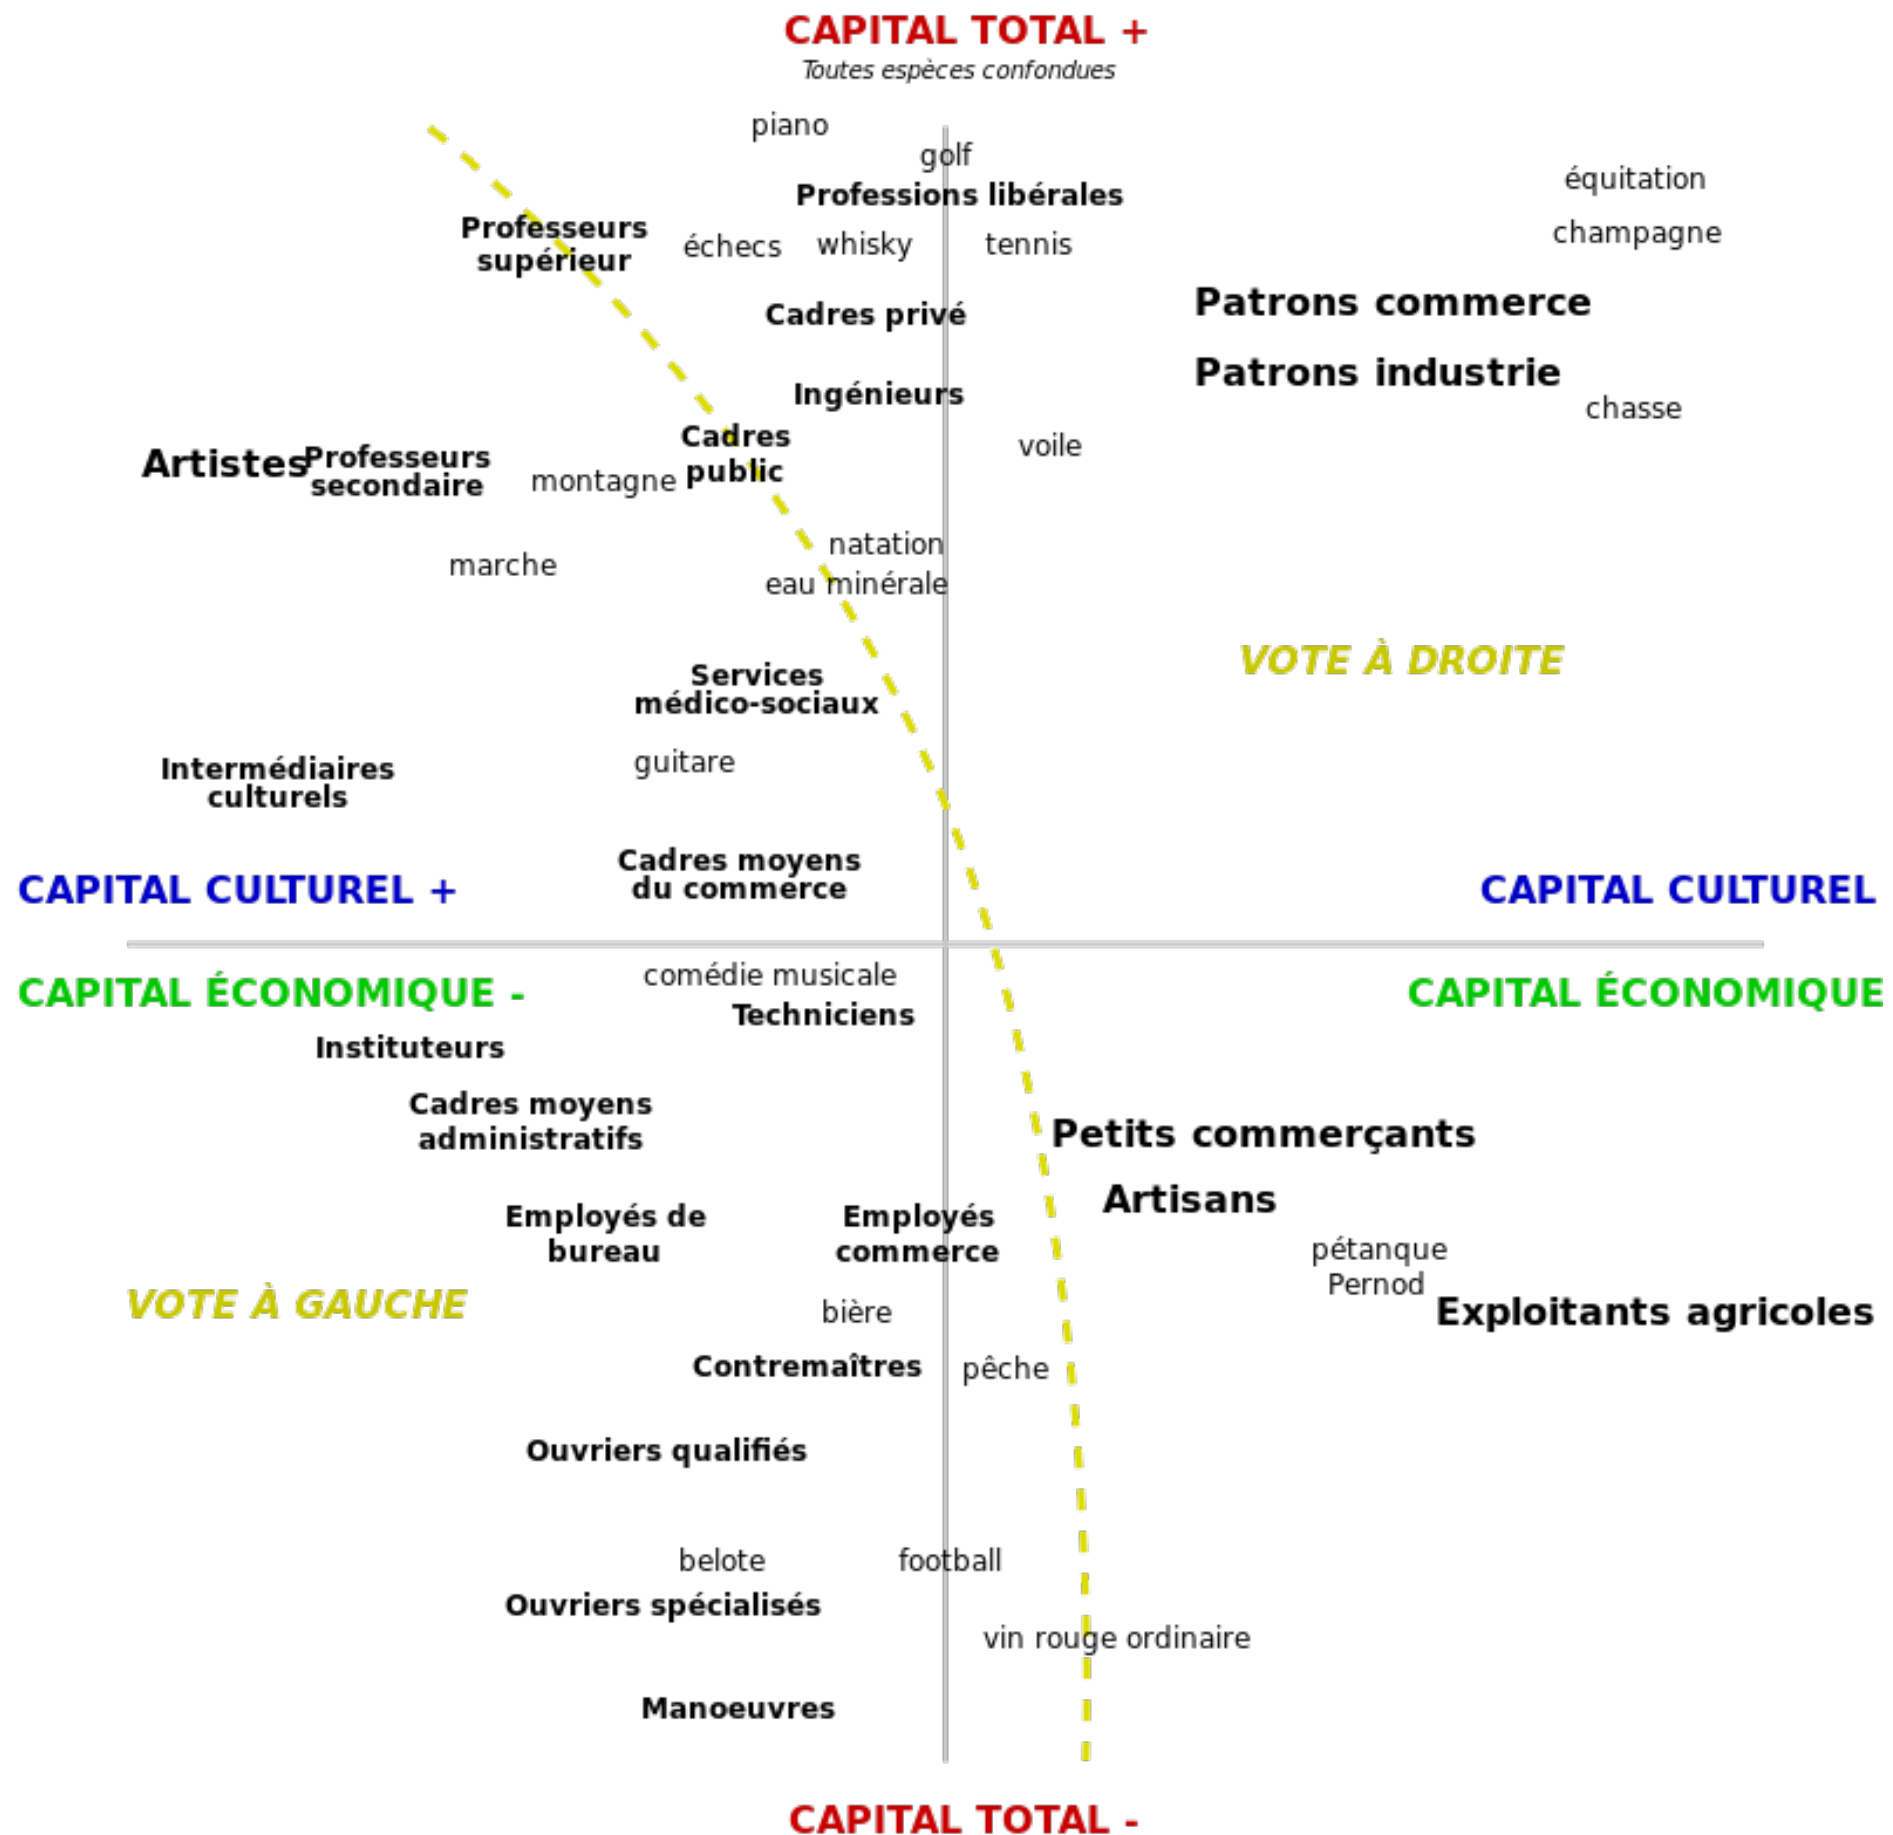 CAPITAL TOTAL +
Toutes espèces confondues
piano
golf
équitation
Professions libérales
Professeurs
supérieur
échecs
whisky
tennis
champagne
Patrons commerce
Cadres privé
Patrons industrie
Ingénieurs
chasse
Cadres
public
voile
Artistes
Professeurs
secondaire
montagne
natation
marche
eau minérale
VOTE À DROITE
Services
médico-sociaux
guitare
Intermédiaires
culturels
Cadres moyens
du commerce
CAPITAL CULTUREL +
CAPITAL CULTUREL
CAPITAL ÉCONOMIQUE -
CAPITAL ÉCONOMIQUE
comédie musicale
Techniciens
Instituteurs
Cadres moyens
administratifs
Petits commerçants
Artisans
Employés de
bureau
Employés
commerce
pétanque
Pernod
VOTE À GAUCHE
bière
Exploitants agricoles
Contremaîtres
pêche
Ouvriers qualifiés
belote
football
Ouvriers spécialisés
vin rouge ordinaire
Manoeuvres
CAPITAL TOTAL -